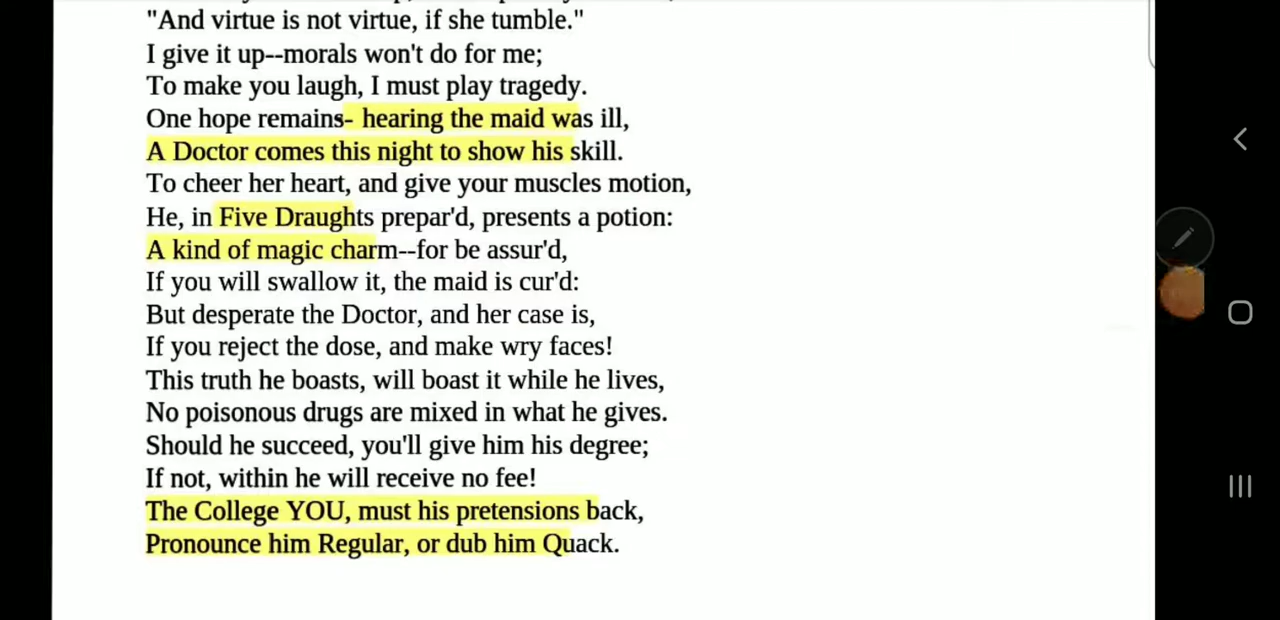 "And virtue is not virtue, if she tumble."
I give it up--morals won't do for me;
To make you laugh, I must play tragedy.
One hope remains- hearing the maid was ill,
A Doctor comes this night to show his skill.
To cheer her heart, and give your muscles motion,
He, in Five Draughts prepar'd, presents a potion:
A kind of magic charm--for be assur'd,
If you will swallow it, the maid is cur'd:
But desperate the Doctor, and her case is,
If you reject the dose, and make wry faces!
This truth he boasts, will boast it while he lives,
No poisonous drugs are mixed in what he gives.
Should he succeed, you'll give him his degree;
If not, within he will receive no fee!
The College YOU, must his pretensions back,
Pronounce him Regular, or dub him Quack.